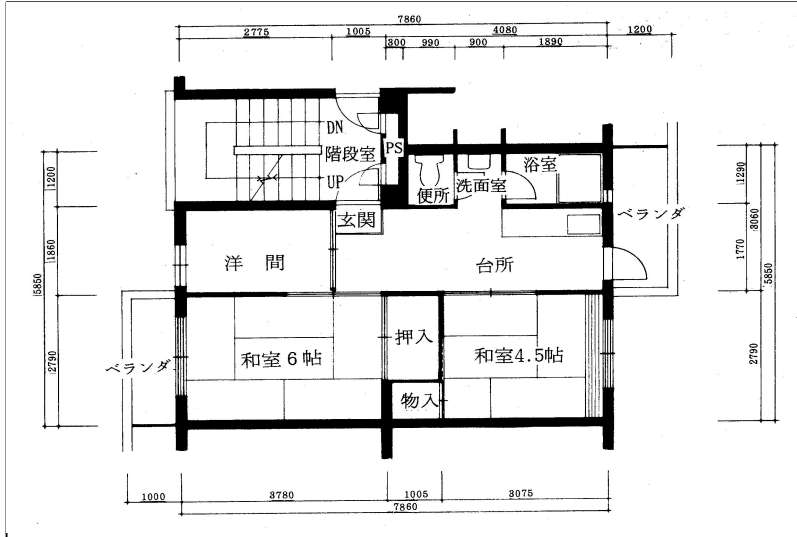 7860
2775
1005
4080
1200
300
990
900
1890
DN
階段室
UP
PS
便所
洗面室
浴室
玄関
ベランダ
洋 間
台所
ベランダ
和室6帖
押入
和室4.5帖
物入
1200
1860
5850
2790
1290
3060
1770
5850
2790
1000
3780
1005
3075
7860